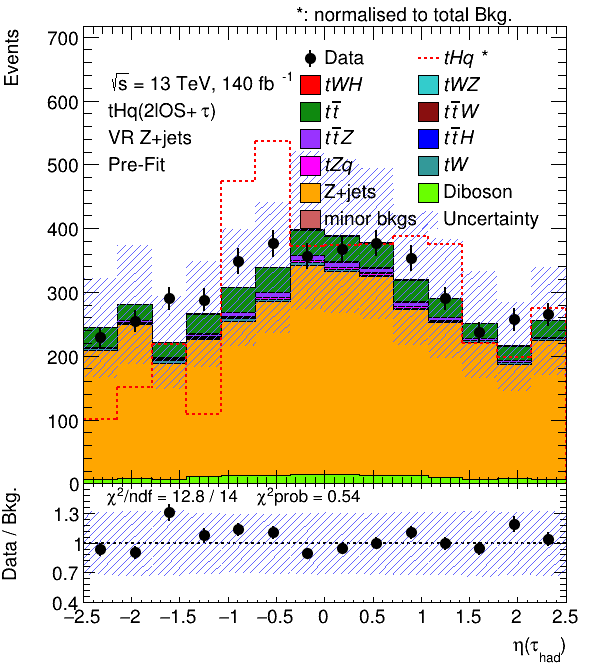 *: normalised to total Bkg.
Events
√s = 13 TeV, 140 fb⁻¹
tHq(2lOS+ τ)
VR Z+jets
Pre-Fit
Data
tHq *
tWH
tWZ
tt̅
tt̅W
tt̅Z
tt̅H
tZq
tW
Z+jets
Diboson
minor bkgs
Uncertainty
700
600
500
400
300
200
100
0
χ²/ndf = 12.8 / 14 χ²prob = 0.54
Data / Bkg.
1.3
1
0.7
0.4
−2.5 −2 −1.5 −1 −0.5 0 0.5 1 1.5 2 2.5
η(τ_had)